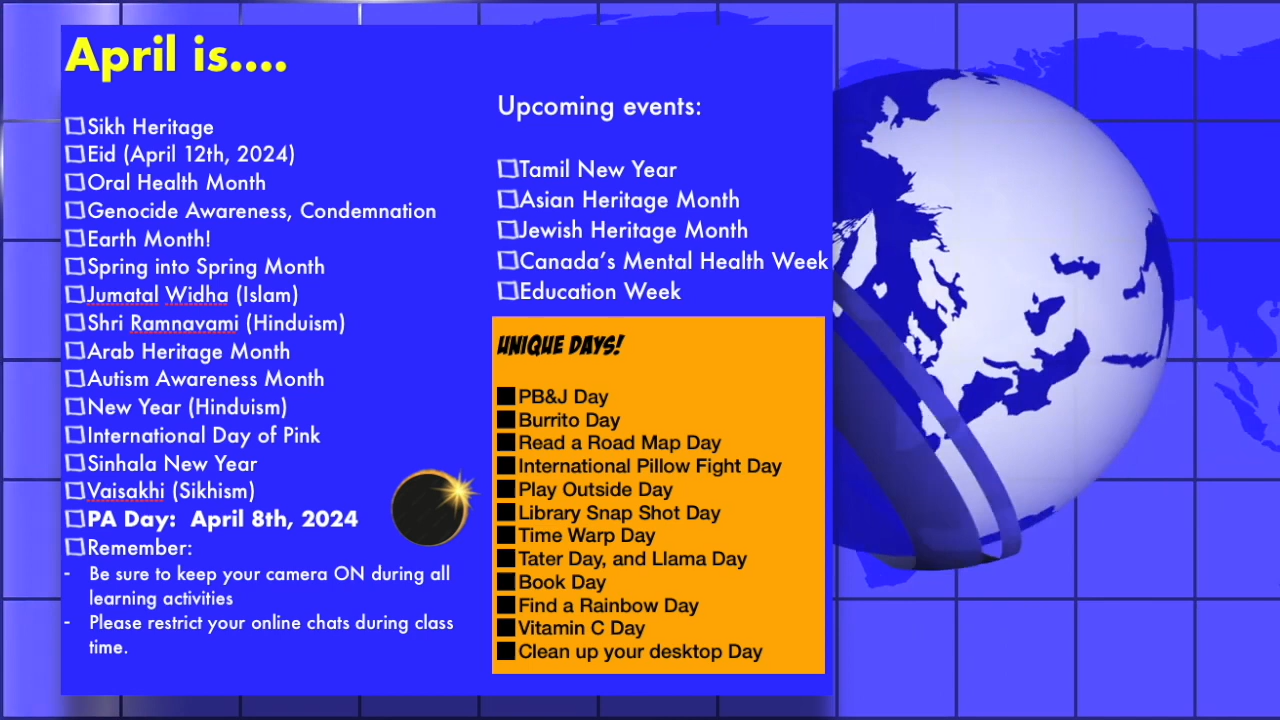 April is....
Sikh Heritage
Eid (April 12th, 2024)
Oral Health Month
Genocide Awareness, Condemnation
Earth Month!
Spring into Spring Month
Jumatal Widha (Islam)
Shri Ramnavami (Hinduism)
Arab Heritage Month
Autism Awareness Month
New Year (Hinduism)
International Day of Pink
Sinhala New Year
Vaisakhi (Sikhism)
PA Day:  April 8th, 2024
Remember:
- Be sure to keep your camera ON during all
learning activities
- Please restrict your online chats during class
time.
Upcoming events:
Tamil New Year
Asian Heritage Month
Jewish Heritage Month
Canada’s Mental Health Week
Education Week
UNIQUE DAYS!
PB&J Day
Burrito Day
Read a Road Map Day
International Pillow Fight Day
Play Outside Day
Library Snap Shot Day
Time Warp Day
Tater Day, and Llama Day
Book Day
Find a Rainbow Day
Vitamin C Day
Clean up your desktop Day